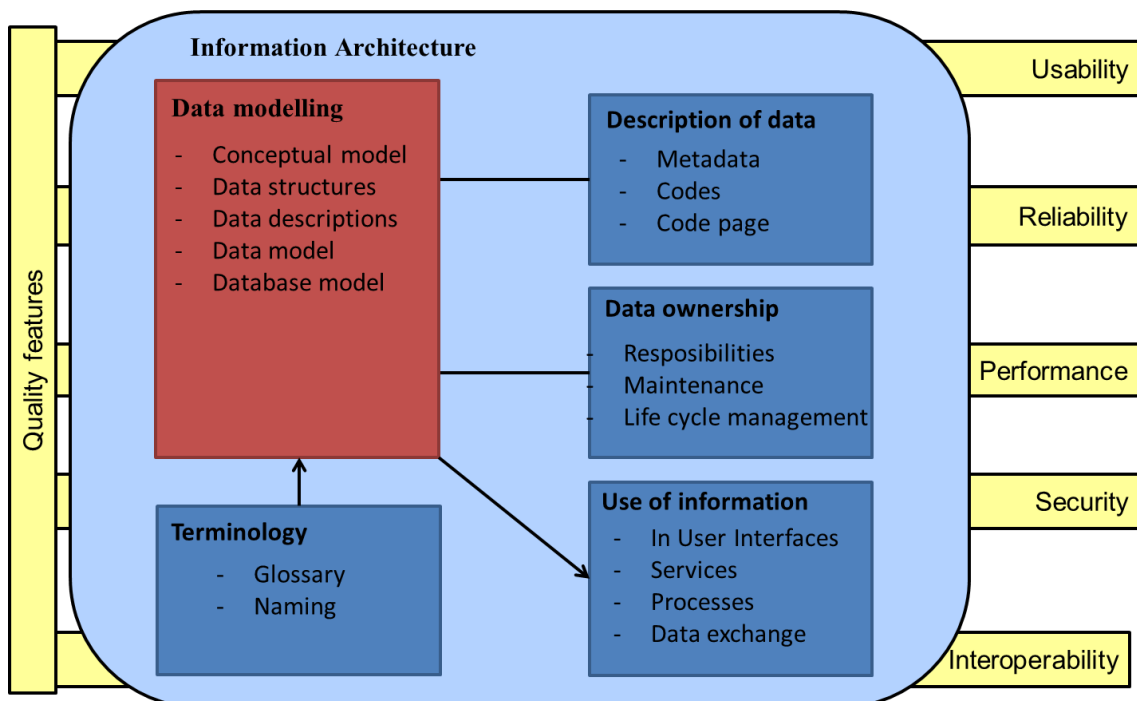 Information Architecture
Data modelling
- Conceptual model
- Data structures
- Data descriptions
- Data model
- Database model
Terminology
- Glossary
- Naming
Description of data
- Metadata
- Codes
- Code page
Data ownership
- Resposibilities
- Maintenance
- Life cycle management
Use of information
- In User Interfaces
- Services
- Processes
- Data exchange
Quality features
Usability
Reliability
Performance
Security
Interoperability